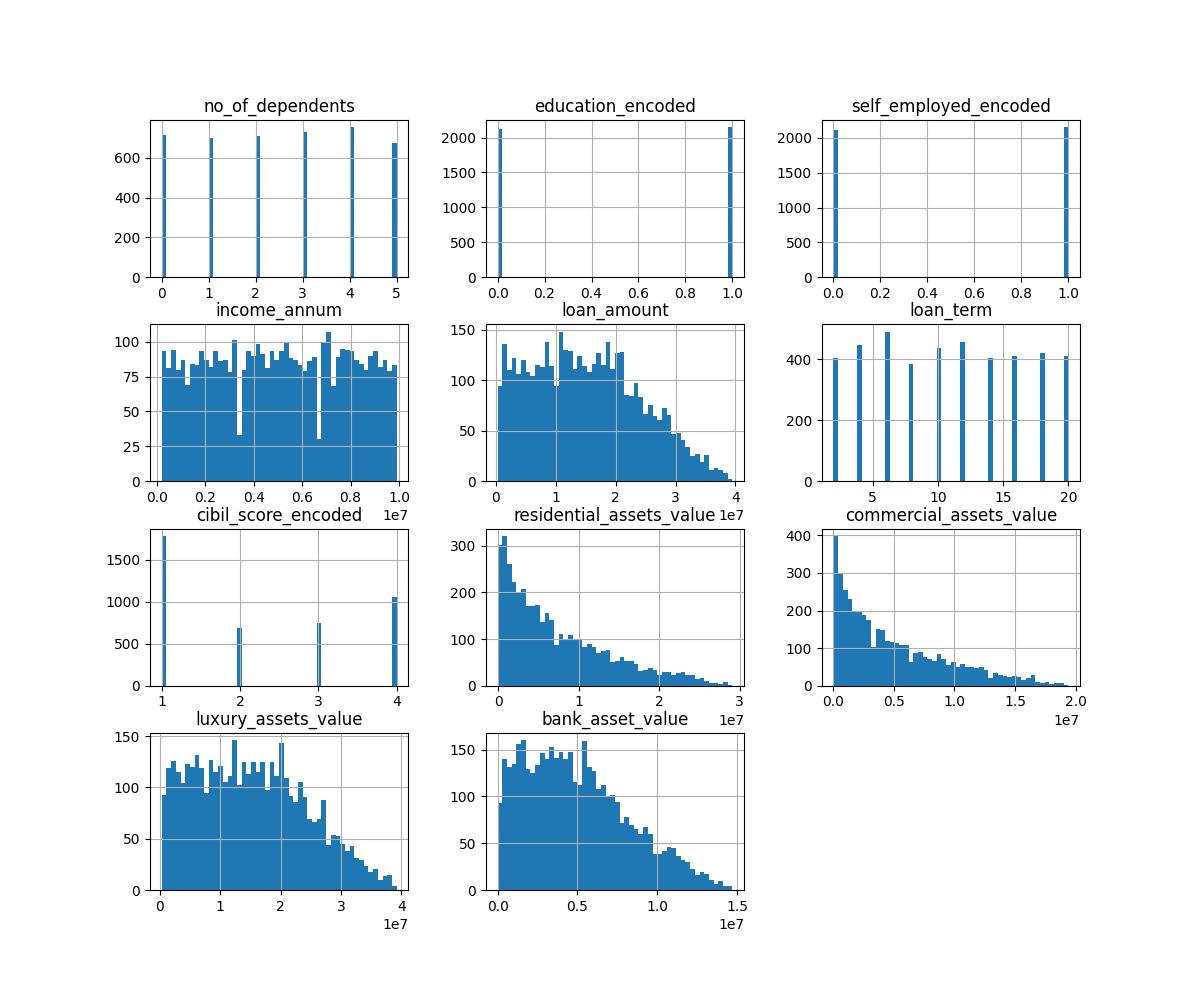 no_of_dependents
600
400
200
0
0 1 2 3 4 5
education_encoded
2000
1500
1000
500
0
0.0 0.2 0.4 0.6 0.8 1.0
self_employed_encoded
2000
1500
1000
500
0
0.0 0.2 0.4 0.6 0.8 1.0
income_annum
100
75
50
25
0
0.0 0.2 0.4 0.6 0.8 1.0
1e7
loan_amount
150
100
50
0
0 1 2 3 4
1e7
loan_term
400
200
0
5 10 15 20
cibil_score_encoded
1500
1000
500
0
1 2 3 4
residential_assets_value
300
200
100
0
0 1 2 3
1e7
commercial_assets_value
400
300
200
100
0
0.0 0.5 1.0 1.5 2.0
1e7
luxury_assets_value
150
100
50
0
0 1 2 3 4
1e7
bank_asset_value
150
100
50
0
0.0 0.5 1.0 1.5
1e7